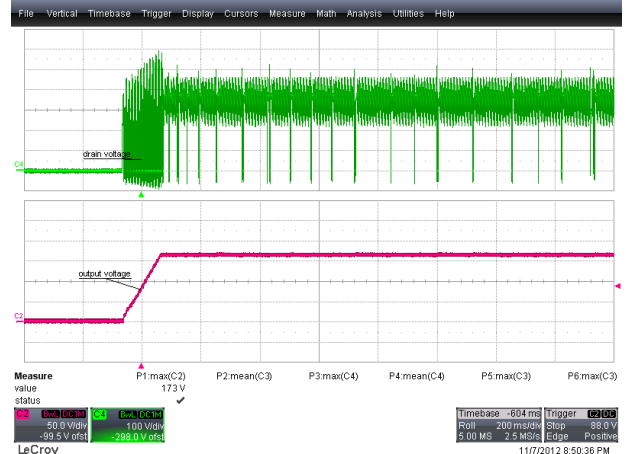 File Vertical Timebase Trigger Display Cursors Measure Math Analysis Utilities Help
drain voltage
C4
output voltage
C2
Measure P1:max(C2) P2:mean(C3) P3:max(C4) P4:mean(C4) P5:max(C3) P6:max(C3)
value 173 V
status ✔
C2 BwL DC1M
50.0 V/div
-99.5 V ofst
C4 BwL DC1M
100 V/div
-298.0 V ofst
Timebase -604 ms
Roll 200 ms/div
5.00 MS 2.5 MS/s
Trigger C2 DC
Stop 88.0 V
Edge Positive
LeCroy 11/7/2012 8:50:36 PM